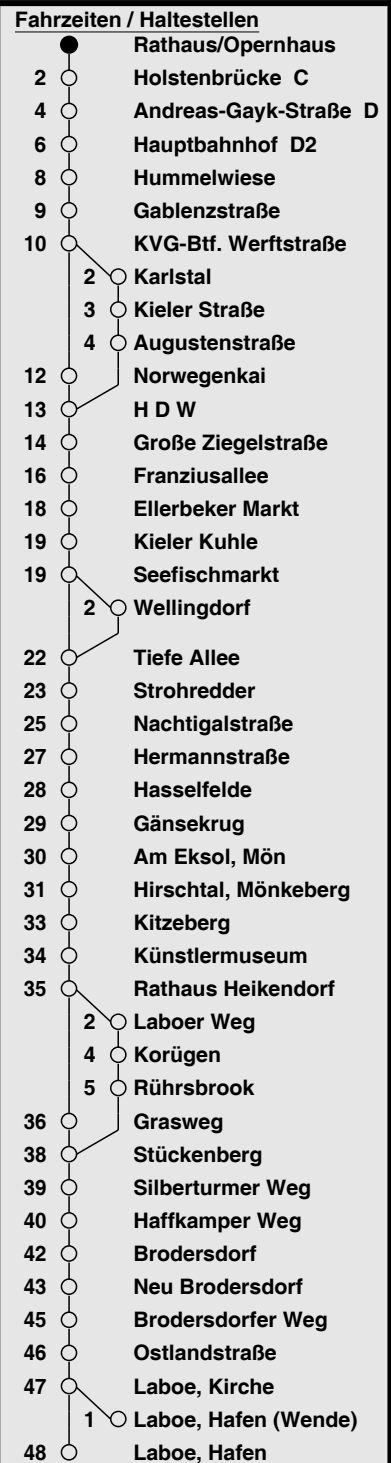 Fahrzeiten / Haltestellen
Rathaus/Opernhaus
2 Holstenbrücke C
4 Andreas-Gayk-Straße D
6 Hauptbahnhof D2
8 Hummelwiese
9 Gablenzstraße
10 KVG-Btf. Werftstraße
2 Karlstal
3 Kieler Straße
4 Augustenstraße
12 Norwegenkai
13 H D W
14 Große Ziegelstraße
16 Franziusallee
18 Ellerbeker Markt
19 Kieler Kuhle
19 Seefischmarkt
2 Wellingdorf
22 Tiefe Allee
23 Strohredder
25 Nachtigalstraße
27 Hermannstraße
28 Hasselfelde
29 Gänsekrug
30 Am Eksol, Mön
31 Hirschtal, Mönkeberg
33 Kitzeberg
34 Künstlermuseum
35 Rathaus Heikendorf
2 Laboer Weg
4 Korügen
5 Rührsbrook
36 Grasweg
38 Stückenberg
39 Silberturmer Weg
40 Haffkamper Weg
42 Brodersdorf
43 Neu Brodersdorf
45 Brodersdorfer Weg
46 Ostlandstraße
47 Laboe, Kirche
1 Laboe, Hafen (Wende)
48 Laboe, Hafen